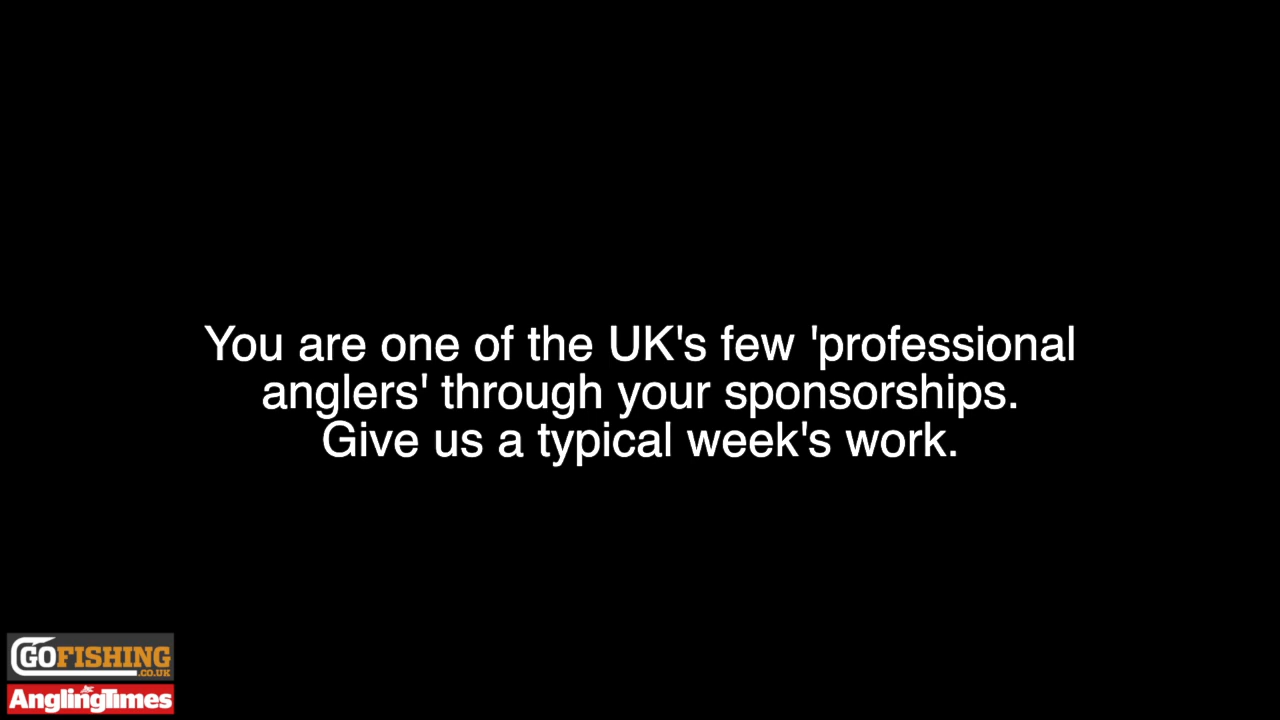 You are one of the UK's few 'professional
anglers' through your sponsorships.
Give us a typical week's work.
GOFISHING
.CO.UK
AnglingTimes